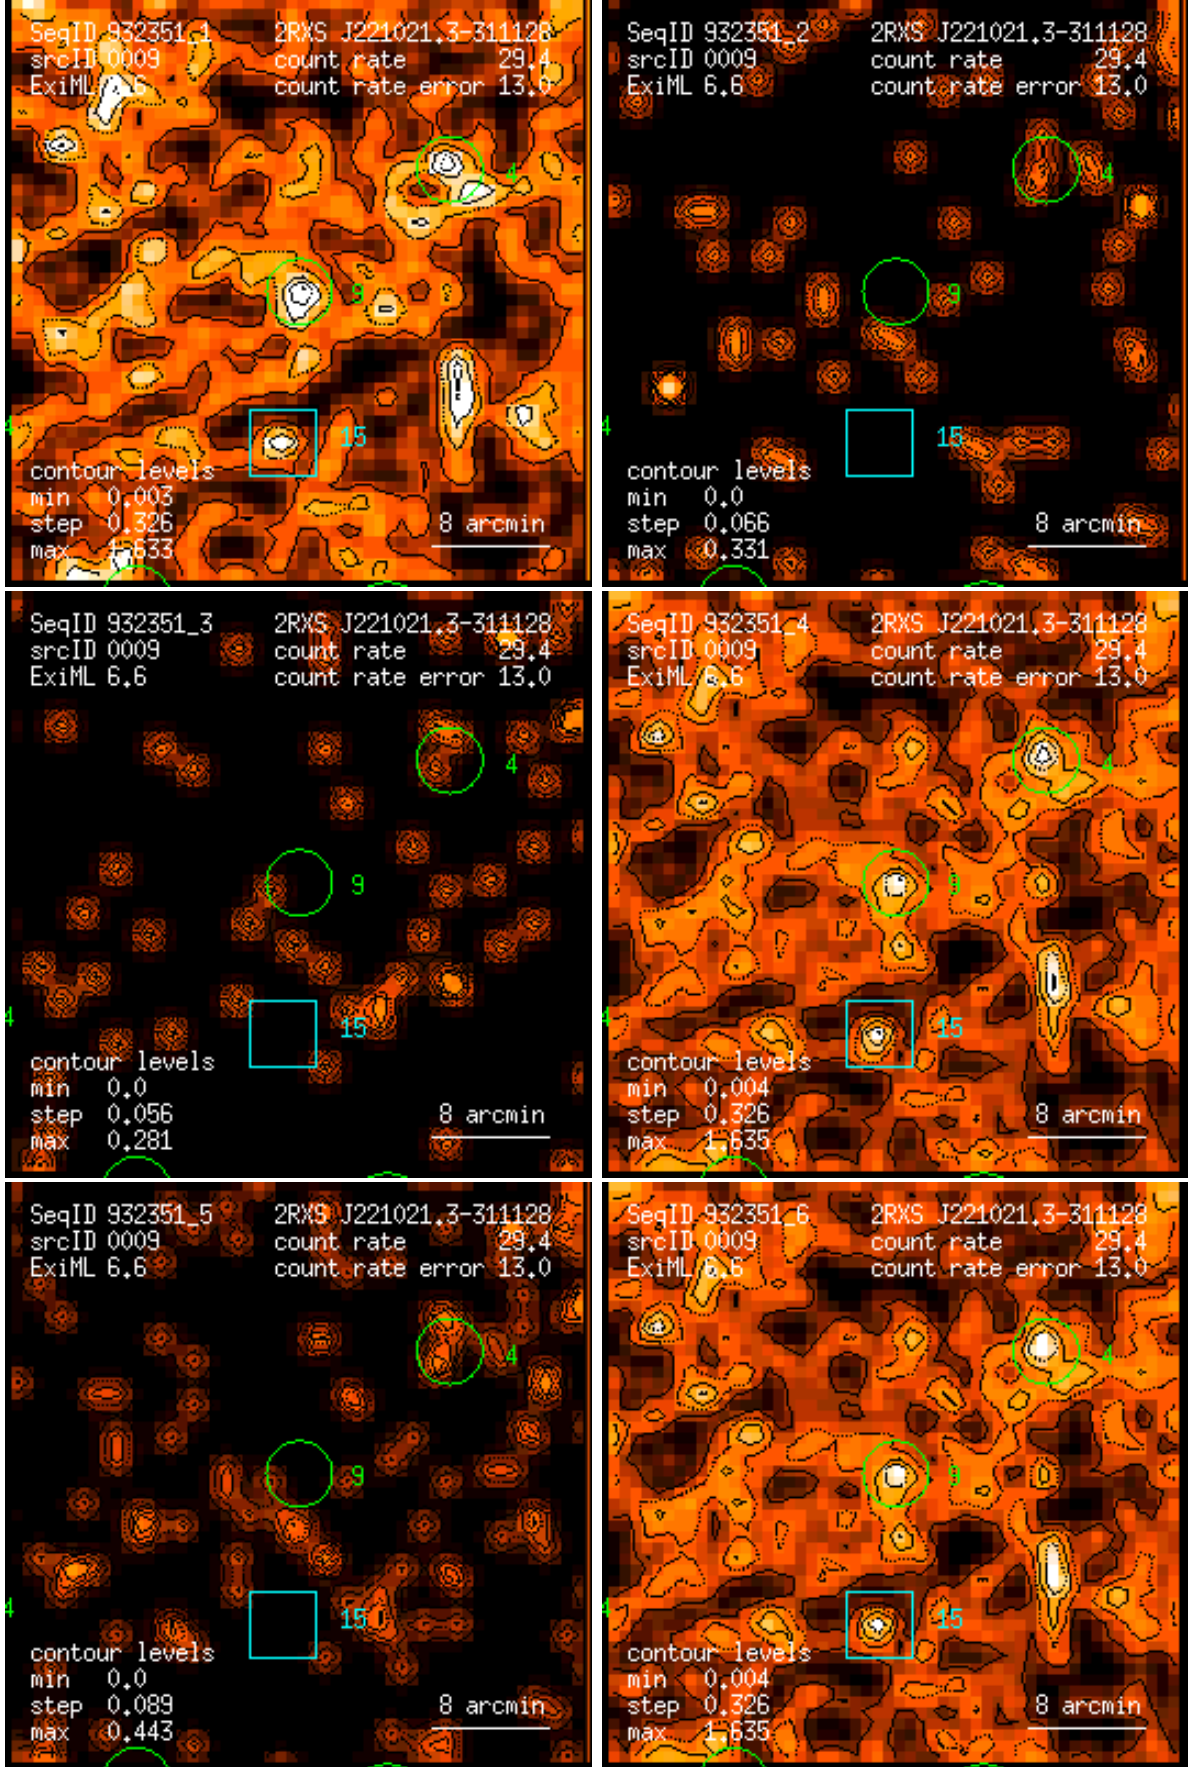 SeqID 932351_1 2RXS J221021.3-311128
srcID 0009 count rate 29.4
ExiML 6.6 count rate error 13.0
4
9
4
15
contour levels
min 0.003
step 0.326
max 1.633
8 arcmin
SeqID 932351_2 2RXS J221021.3-311128
srcID 0009 count rate 29.4
ExiML 6.6 count rate error 13.0
4
9
4
15
contour levels
min 0.0
step 0.066
max 0.331
8 arcmin
SeqID 932351_3 2RXS J221021.3-311128
srcID 0009 count rate 29.4
ExiML 6.6 count rate error 13.0
4
9
4
15
contour levels
min 0.0
step 0.056
max 0.281
8 arcmin
SeqID 932351_4 2RXS J221021.3-311128
srcID 0009 count rate 29.4
ExiML 6.6 count rate error 13.0
4
9
4
15
contour levels
min 0.004
step 0.326
max 1.635
8 arcmin
SeqID 932351_5 2RXS J221021.3-311128
srcID 0009 count rate 29.4
ExiML 6.6 count rate error 13.0
4
9
4
15
contour levels
min 0.0
step 0.089
max 0.443
8 arcmin
SeqID 932351_6 2RXS J221021.3-311128
srcID 0009 count rate 29.4
ExiML 6.6 count rate error 13.0
4
9
4
15
contour levels
min 0.004
step 0.326
max 1.635
8 arcmin